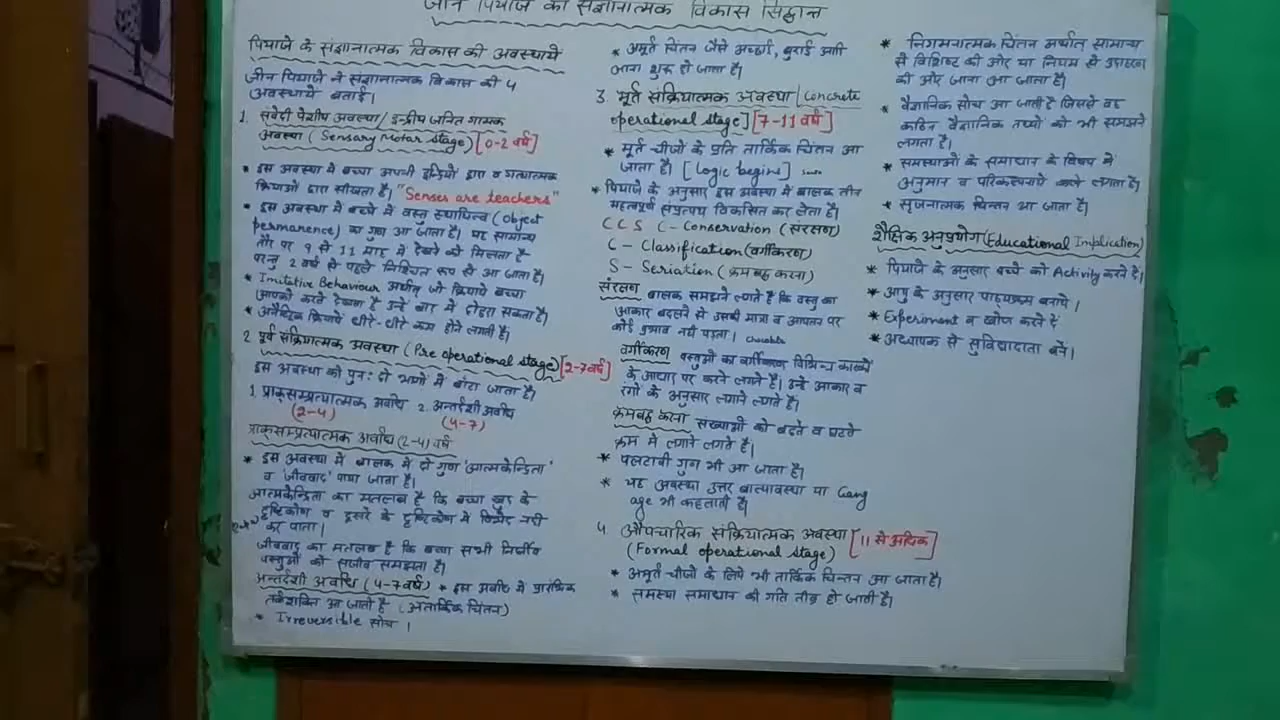 जीन पियाजे का संज्ञानात्मक विकास सिद्धान्त
पियाजे के संज्ञानात्मक विकास की अवस्थायें
जीन पियाजे ने संज्ञानात्मक विकास की 4
अवस्थायें बताई।
1. संवेदी पेशीय अवस्था/इन्द्रीय जनित गामक
अवस्था (Sensary Motar stage) [0-2 वर्ष]
* इस अवस्था में बच्चा अपनी इन्द्रियों द्वारा व गत्यात्मक
क्रियाओं द्वारा सीखता है। "Senses are teachers"
* इस अवस्था में बच्चे में वस्तु स्थायित्व (object
permanence) का गुण आ जाता है। पर सामान्य
तौर पर 9 से 11 माह में देखने को मिलता है
परन्तु 2 वर्ष से पहले निश्चित रूप से आ जाता है।
* Imitative Behaviour अर्थात् जो क्रियायें बच्चा
आपको करते देखता है उन्हें बाद में दोहरा सकता है।
* अनैच्छिक क्रियायें धीरे-धीरे कम होने लगती है।
2. पूर्व संक्रियात्मक अवस्था (Pre operational stage) [2-7 वर्ष]
इस अवस्था को पुन: दो भागों में बांटा जाता है।
1. प्राक्सम्प्रत्यात्मक अवधि 2. अन्तर्दशी अवधि
(2-4) (4-7)
प्राक्सम्प्रत्यात्मक अवधि (2-4) वर्ष
* इस अवस्था में बालक में दो गुण 'आत्मकेन्द्रिता'
व 'जीववाद' पाया जाता है।
आत्मकेन्द्रिता का मतलब है कि बच्चा खुद के
दृष्टिकोण व दूसरे के दृष्टिकोण में विभेद नहीं
कर पाता।
जीववाद का मतलब है कि बच्चा सभी निर्जीव
वस्तुओं को सजीव समझता है।
अन्तर्दशी अवधि (4-7 वर्ष) * इस अवधि में प्रारंभिक
तर्कशक्ति आ जाती है (अतार्किक चिंतन)
* Irreversible सोच।
* अमूर्त चिंतन जैसे अच्छाई, बुराई आदि
आना शुरू हो जाता है।
3. मूर्त संक्रियात्मक अवस्था/concrete
operational stage] [7-11 वर्ष]
* मूर्त चीजों के प्रति तार्किक चिंतन आ
जाता है। [Logic begins]
* पियाजे के अनुसार इस अवस्था में बालक तीन
महत्वपूर्ण संप्रत्यय विकसित कर लेता है।
CCS C - Conservation (संरक्षण)
C - Classification (वर्गीकरण)
S - Seriation (क्रमबद्ध करना)
संरक्षण बालक समझने लगते है कि वस्तु का
आकार बदलने से उसकी मात्रा व आयतन पर
कोई प्रभाव नहीं पड़ता।
वर्गीकरण वस्तुओं का वर्गीकरण विभिन्न कारकों
के आधार पर करने लगते है। उन्हें आकार व
रंगों के अनुसार लगाने लगते है।
क्रमबद्ध करना संख्याओं को बढ़ते व घटते
क्रम में लगाने लगते है।
* पलटावी गुण भी आ जाता है।
* यह अवस्था उत्तर बाल्यावस्था या Gang
age भी कहलाती है।
4. औपचारिक संक्रियात्मक अवस्था [11 से अधिक]
(Formal operational stage)
* अमूर्त चीजों के लिये भी तार्किक चिन्तन आ जाता है।
* समस्या समाधान की गति तीव्र हो जाती है।
* निगमनात्मक चिंतन अर्थात सामान्य
से विशिष्ट की ओर या नियम से उदाहरण
की ओर जाना आ जाता है।
* वैज्ञानिक सोच आ जाती है जिससे वह
कठिन वैज्ञानिक तथ्यों को भी समझने
लगता है।
* समस्याओं के समाधान के विषय में
अनुमान व परिकल्पनायें करने लगता है।
* सृजनात्मक चिन्तन आ जाता है।
शैक्षिक अनुप्रयोग (Educational Implication)
* पियाजे के अनुसार बच्चे को Activity करने दें।
* आयु के अनुसार पाठ्यक्रम बनाये।
* Experiment व खोज करने दें
* अध्यापक से सुविधादाता बनें।